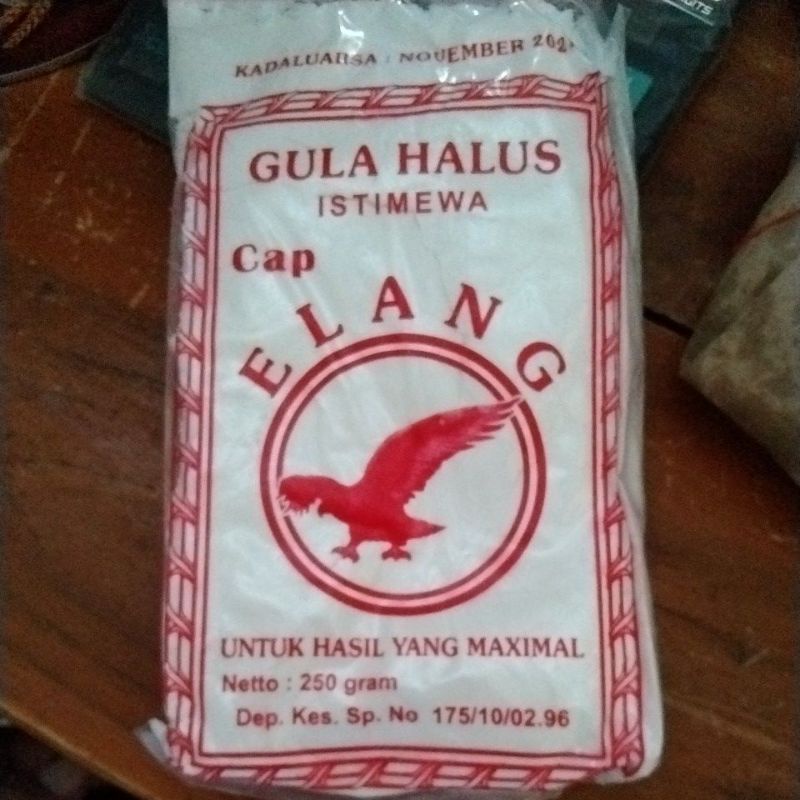 KADALUARSA : NOVEMBER
GULA HALUS
ISTIMEWA
Cap
ELANG
UNTUK HASIL YANG MAXIMAL
Netto : 250 gram
Dep. Kes. Sp. No 175/10/02.96